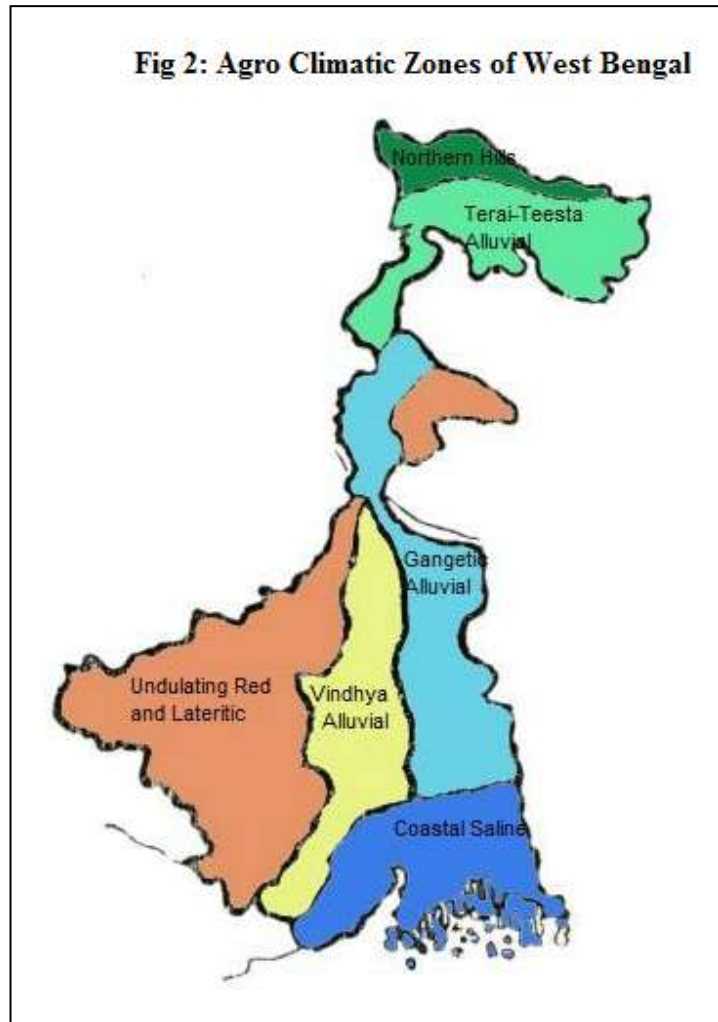 Fig 2: Agro Climatic Zones of West Bengal
Northern Hills
Terai-Teesta
Alluvial
Gangetic
Alluvial
Undulating Red
and Lateritic
Vindhya
Alluvial
Coastal Saline